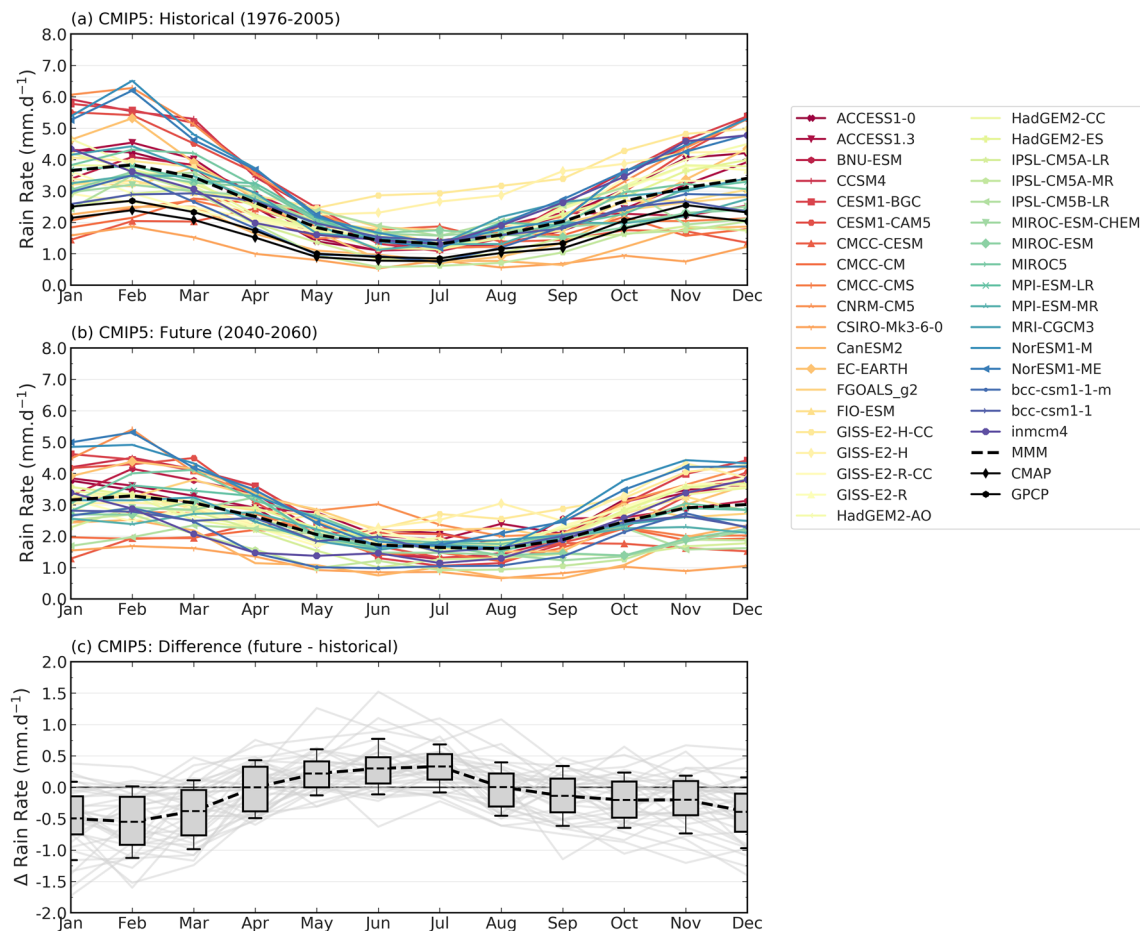 (a) CMIP5: Historical (1976-2005)
Rain Rate (mm.d−1)
8.0
7.0
6.0
5.0
4.0
3.0
2.0
1.0
0.0
Jan Feb Mar Apr May Jun Jul Aug Sep Oct Nov Dec
(b) CMIP5: Future (2040-2060)
Rain Rate (mm.d−1)
8.0
7.0
6.0
5.0
4.0
3.0
2.0
1.0
0.0
Jan Feb Mar Apr May Jun Jul Aug Sep Oct Nov Dec
(c) CMIP5: Difference (future - historical)
Δ Rain Rate (mm.d−1)
2.0
1.5
1.0
0.5
0.0
-0.5
-1.0
-1.5
-2.0
Jan Feb Mar Apr May Jun Jul Aug Sep Oct Nov Dec
ACCESS1-0
ACCESS1.3
BNU-ESM
CCSM4
CESM1-BGC
CESM1-CAM5
CMCC-CESM
CMCC-CM
CMCC-CMS
CNRM-CM5
CSIRO-Mk3-6-0
CanESM2
EC-EARTH
FGOALS_g2
FIO-ESM
GISS-E2-H-CC
GISS-E2-H
GISS-E2-R-CC
GISS-E2-R
HadGEM2-AO
HadGEM2-CC
HadGEM2-ES
IPSL-CM5A-LR
IPSL-CM5A-MR
IPSL-CM5B-LR
MIROC-ESM-CHEM
MIROC-ESM
MIROC5
MPI-ESM-LR
MPI-ESM-MR
MRI-CGCM3
NorESM1-M
NorESM1-ME
bcc-csm1-1-m
bcc-csm1-1
inmcm4
MMM
CMAP
GPCP